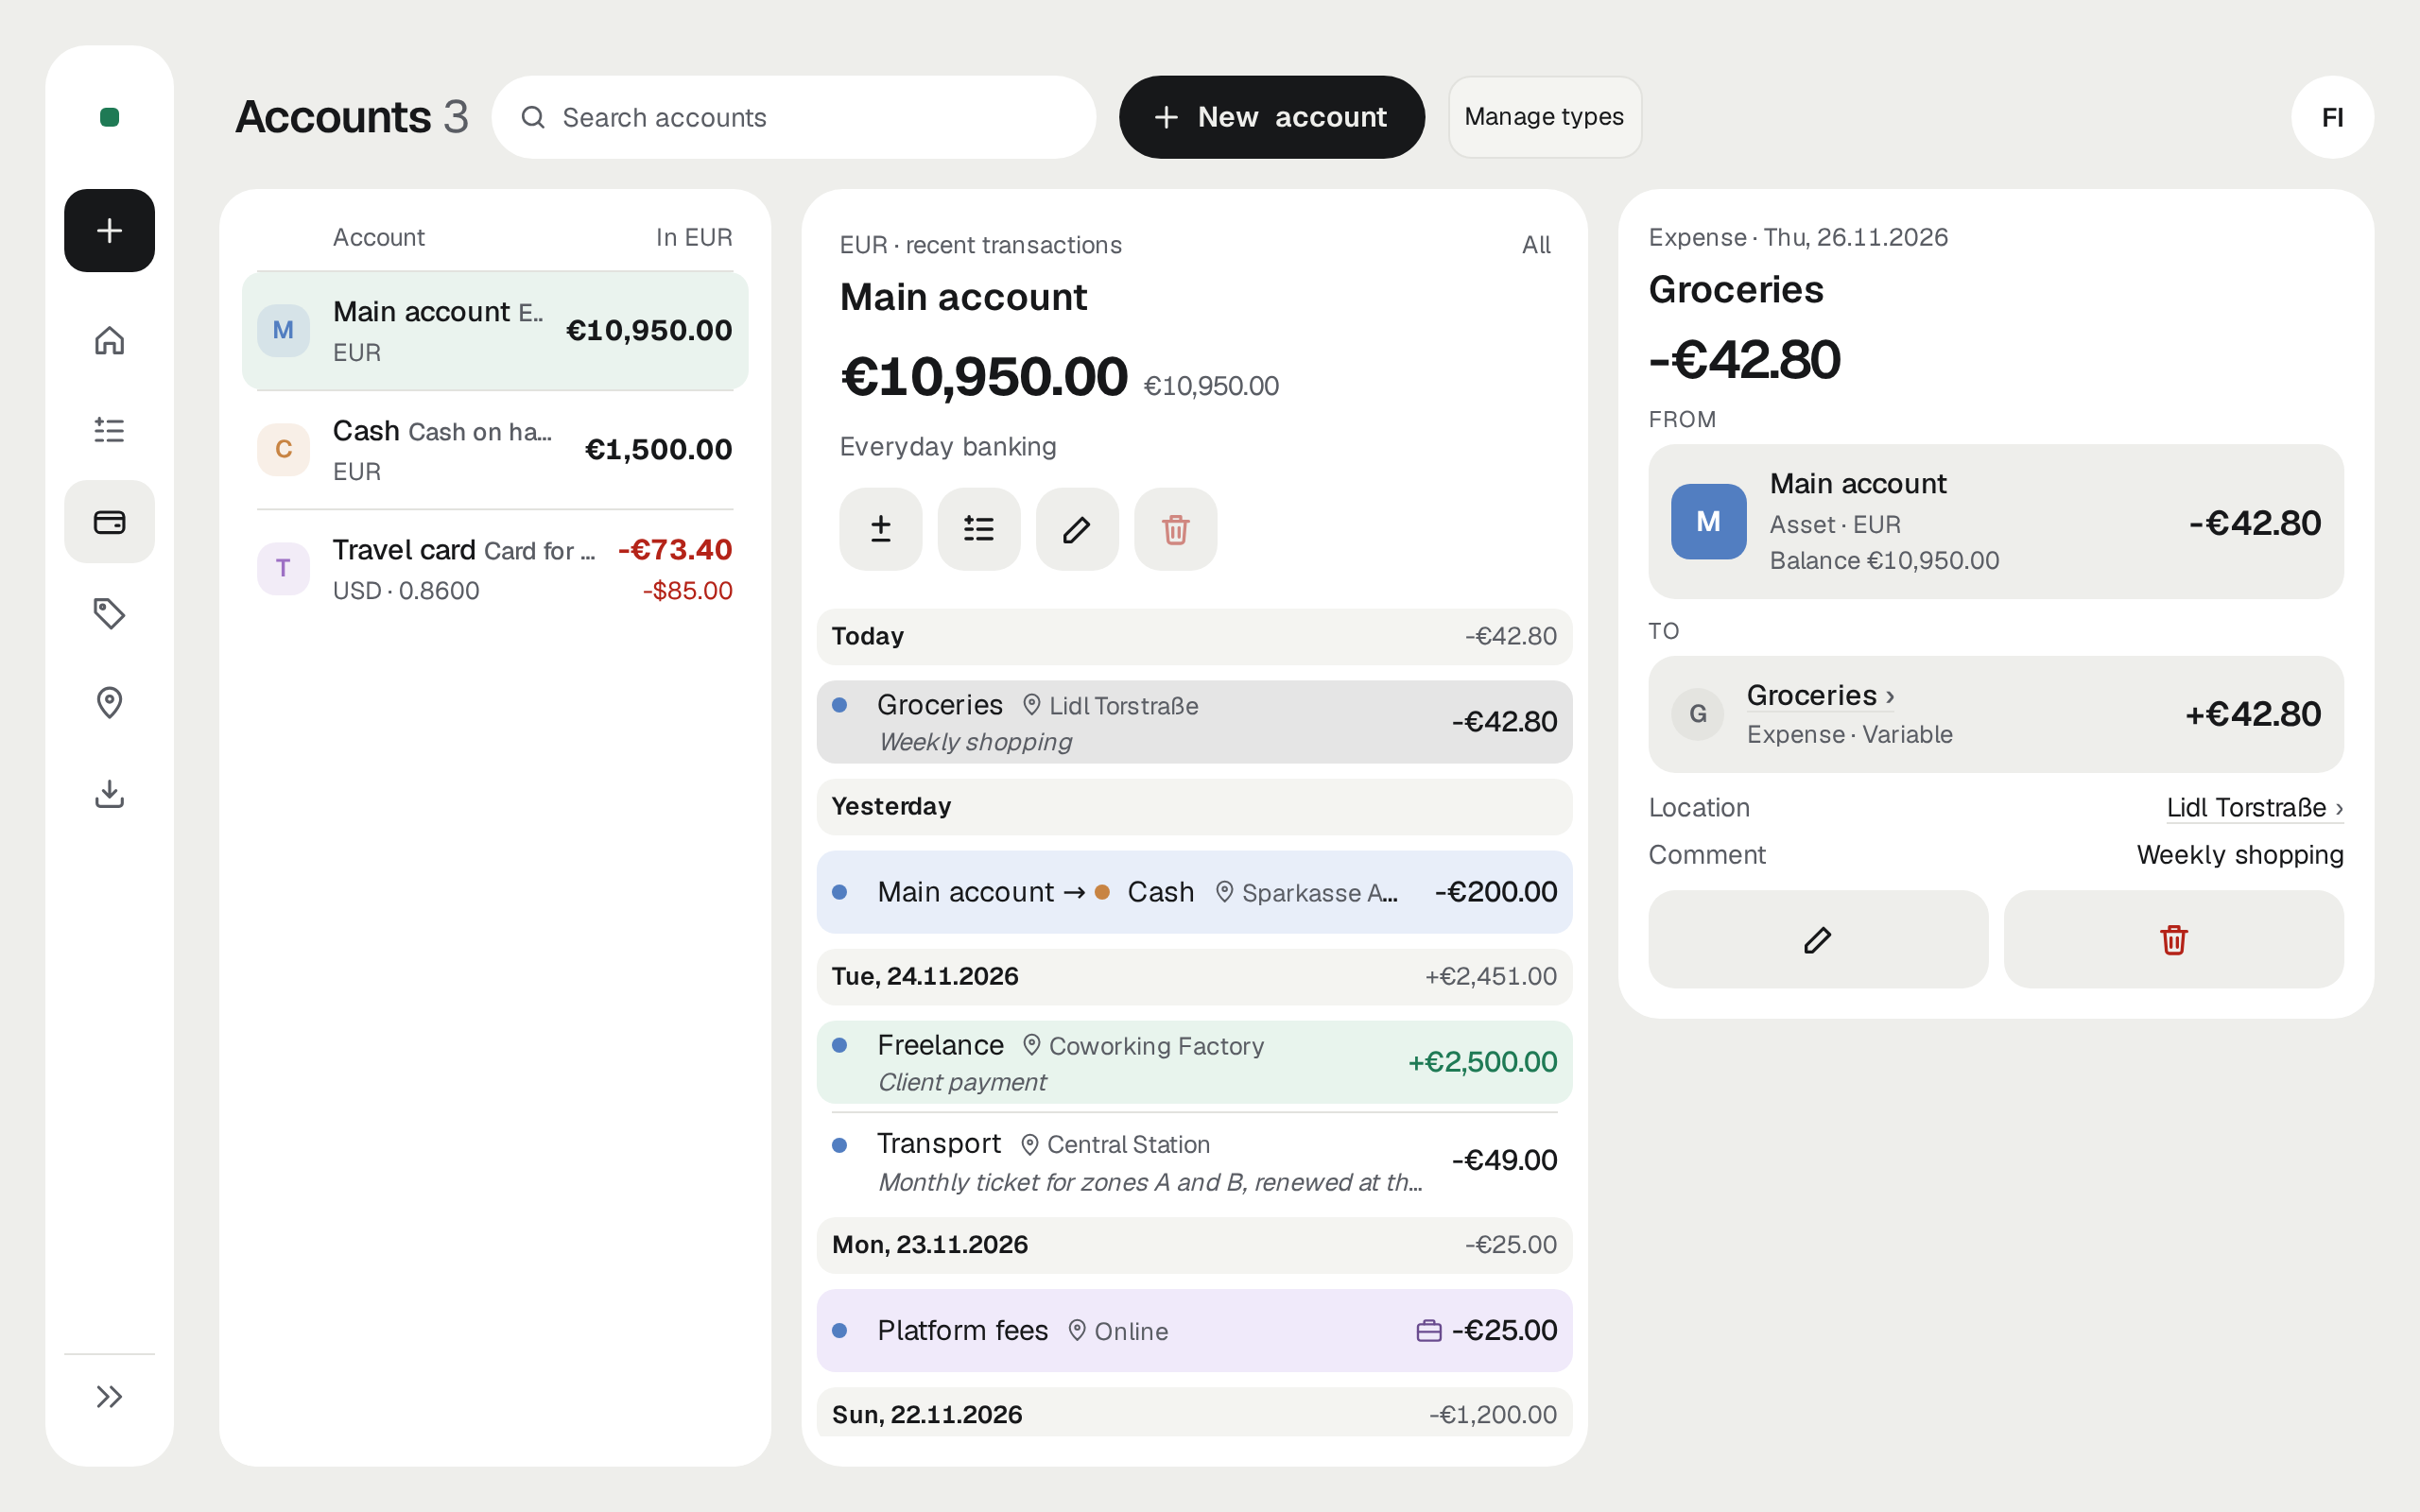 Accounts 3
Search accounts
+ New account
Manage types
FI
Account In EUR
M Main account E.. €10,950.00
EUR
C Cash Cash on ha... €1,500.00
EUR
T Travel card Card for ... -€73.40
USD · 0.8600 -$85.00
EUR · recent transactions All
Main account
€10,950.00 €10,950.00
Everyday banking
Today -€42.80
Groceries Lidl Torstraße -€42.80
Weekly shopping
Yesterday
Main account → Cash Sparkasse A... -€200.00
Tue, 24.11.2026 +€2,451.00
Freelance Coworking Factory +€2,500.00
Client payment
Transport Central Station -€49.00
Monthly ticket for zones A and B, renewed at th...
Mon, 23.11.2026 -€25.00
Platform fees Online -€25.00
Sun, 22.11.2026 -€1,200.00
Expense · Thu, 26.11.2026
Groceries
-€42.80
FROM
M Main account -€42.80
Asset · EUR
Balance €10,950.00
TO
G Groceries › +€42.80
Expense · Variable
Location Lidl Torstraße ›
Comment Weekly shopping